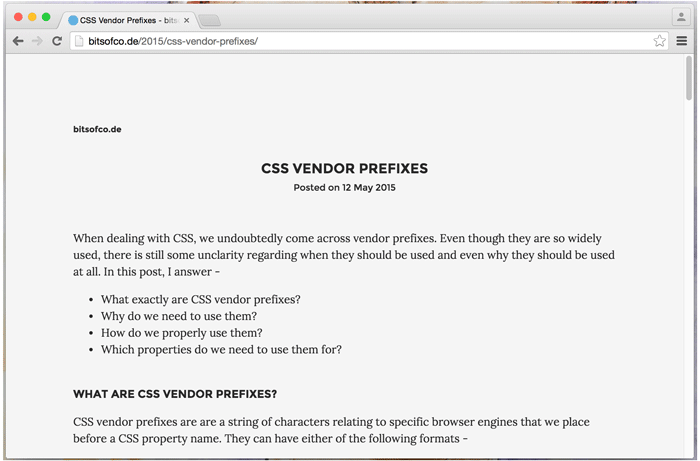 CSS Vendor Prefixes - bits
bitsofco.de/2015/css-vendor-prefixes/
bitsofco.de
CSS VENDOR PREFIXES
Posted on 12 May 2015
When dealing with CSS, we undoubtedly come across vendor prefixes. Even though they are so widely
used, there is still some unclarity regarding when they should be used and even why they should be used
at all. In this post, I answer -
• What exactly are CSS vendor prefixes?
• Why do we need to use them?
• How do we properly use them?
• Which properties do we need to use them for?
WHAT ARE CSS VENDOR PREFIXES?
CSS vendor prefixes are are a string of characters relating to specific browser engines that we place
before a CSS property name. They can have either of the following formats -